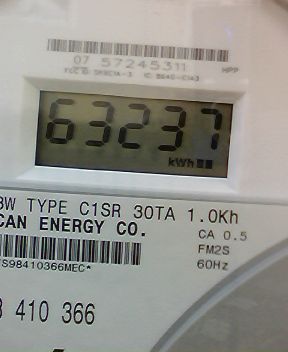 07 57245311
HPP
63237
kWh
3W TYPE C1SR 30TA 1.0Kh
CAN ENERGY CO.
CA 0.5
FM2S
60Hz
S98410366MEC*
410 366